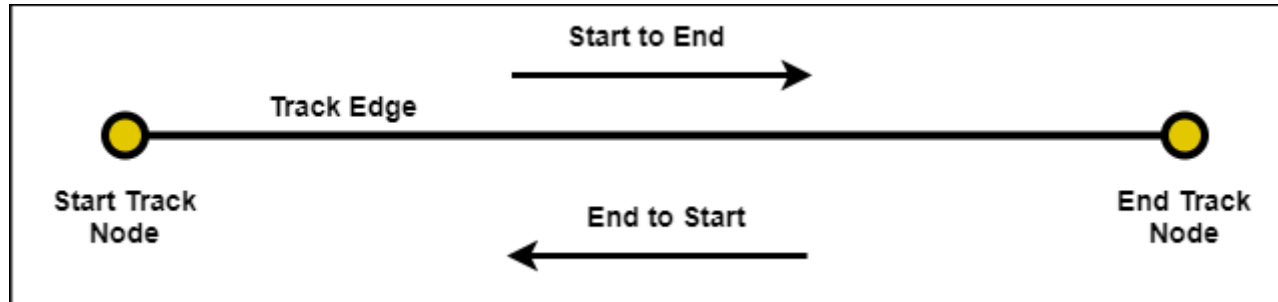 Start to End
Track Edge
Start Track
Node
End to Start
End Track
Node